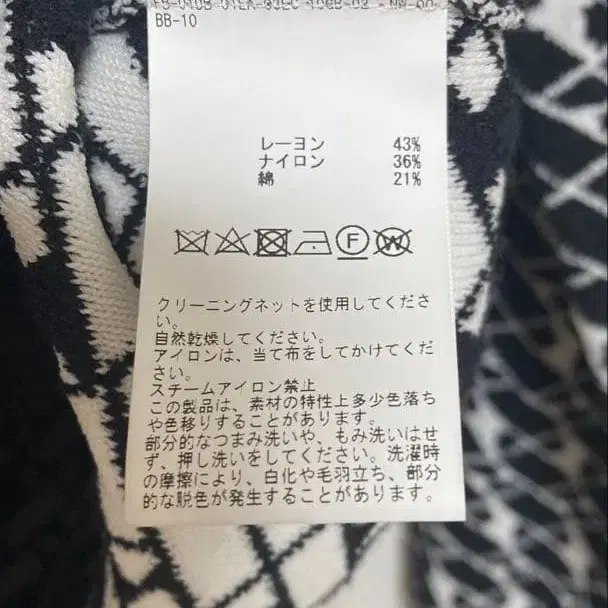 BB-10
レーヨン 43%
ナイロン 36%
綿 21%
F
W
クリーニングネットを使用してくださ
い。
自然乾燥してください。
アイロンは、当て布をしてかけてくだ
さい。
スチームアイロン禁止
この製品は、素材の特性上多少色落ち
や色移りすることがあります。
部分的なつまみ洗いや、もみ洗いはせ
ず、押し洗いをしてください。洗濯時
の摩擦により、白化や毛羽立ち、部分
的な脱色が発生することがあります。